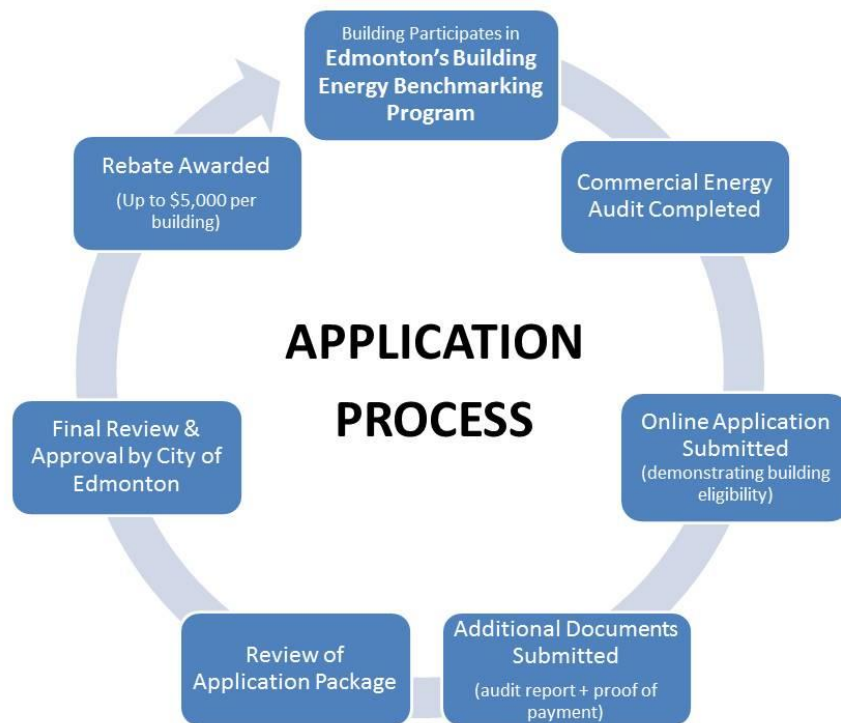 Building Participates in
Edmonton's Building
Energy Benchmarking
Program
Commercial Energy
Audit Completed
Online Application
Submitted
(demonstrating building
eligibility)
Additional Documents
Submitted
(audit report + proof of
payment)
Review of
Application Package
Final Review &
Approval by City of
Edmonton
Rebate Awarded
(Up to $5,000 per
building)
APPLICATION
PROCESS